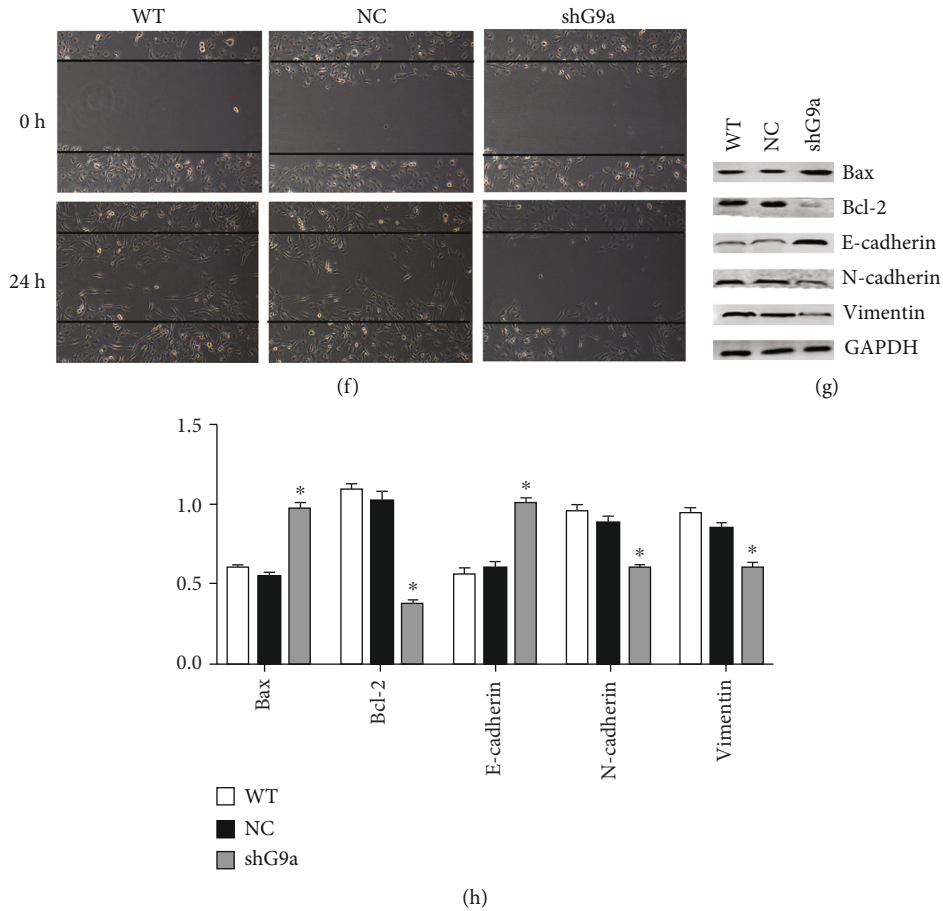 WT NC shG9a
0 h
24 h
(f)
WT NC shG9a
Bax
Bcl-2
E-cadherin
N-cadherin
Vimentin
GAPDH
(g)
1.5
1.0
0.5
0.0
* * * * *
Bax Bcl-2 E-cadherin N-cadherin Vimentin
WT
NC
shG9a
(h)